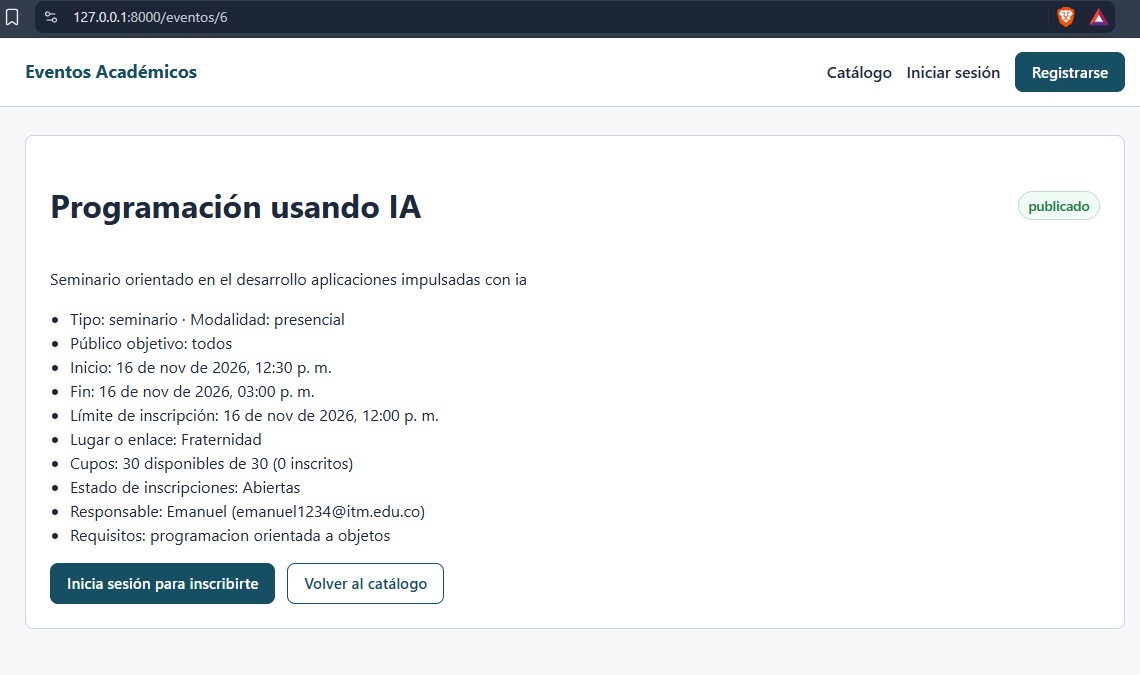 127.0.0.1:8000/eventos/6
Eventos Académicos
Catálogo
Iniciar sesión
Registrarse
Programación usando IA
publicado
Seminario orientado en el desarrollo aplicaciones impulsadas con ia
• Tipo: seminario · Modalidad: presencial
• Público objetivo: todos
• Inicio: 16 de nov de 2026, 12:30 p. m.
• Fin: 16 de nov de 2026, 03:00 p. m.
• Límite de inscripción: 16 de nov de 2026, 12:00 p. m.
• Lugar o enlace: Fraternidad
• Cupos: 30 disponibles de 30 (0 inscritos)
• Estado de inscripciones: Abiertas
• Responsable: Emanuel (emanuel1234@itm.edu.co)
• Requisitos: programacion orientada a objetos
Inicia sesión para inscribirte
Volver al catálogo